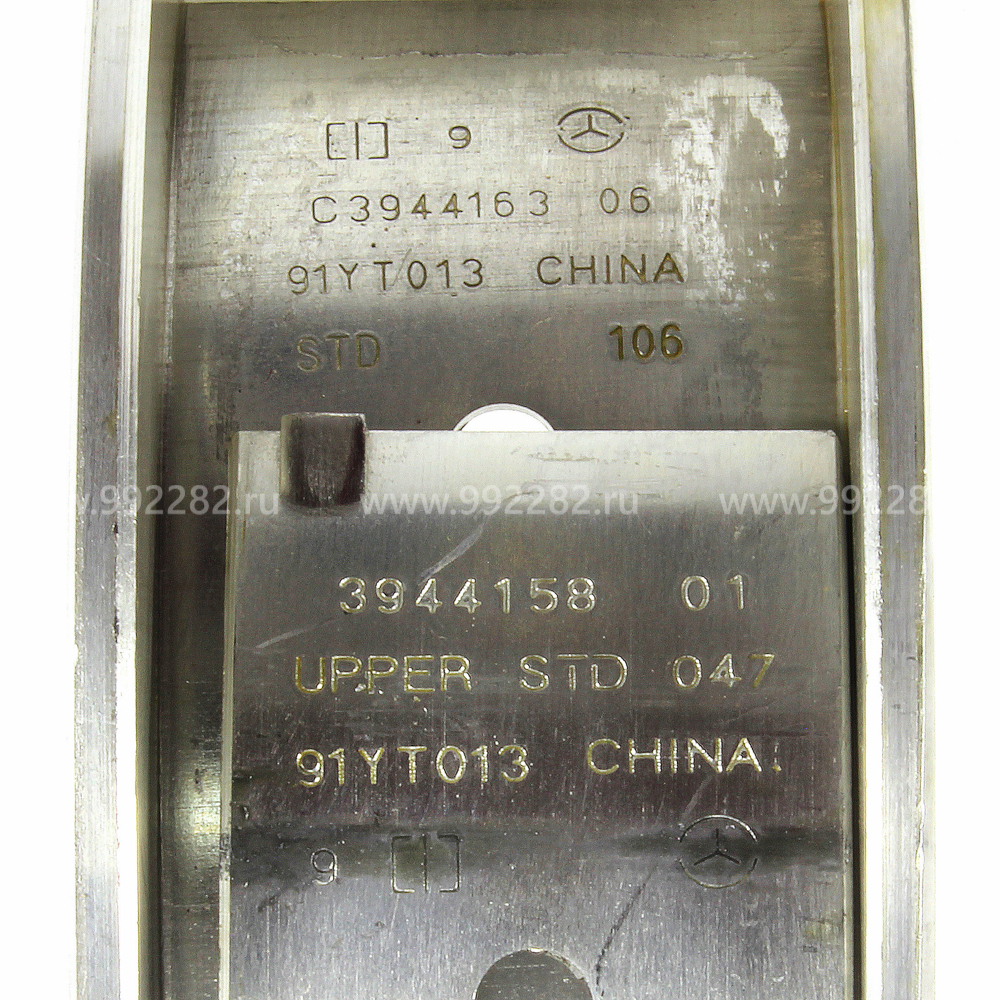 [|] 9
C3944163 06
91YT013 CHINA
STD 106
www.992282.ru www.992282.ru www.992282.ru
3944158 01
UPPER STD 047
91YT013 CHINA
9 [|]